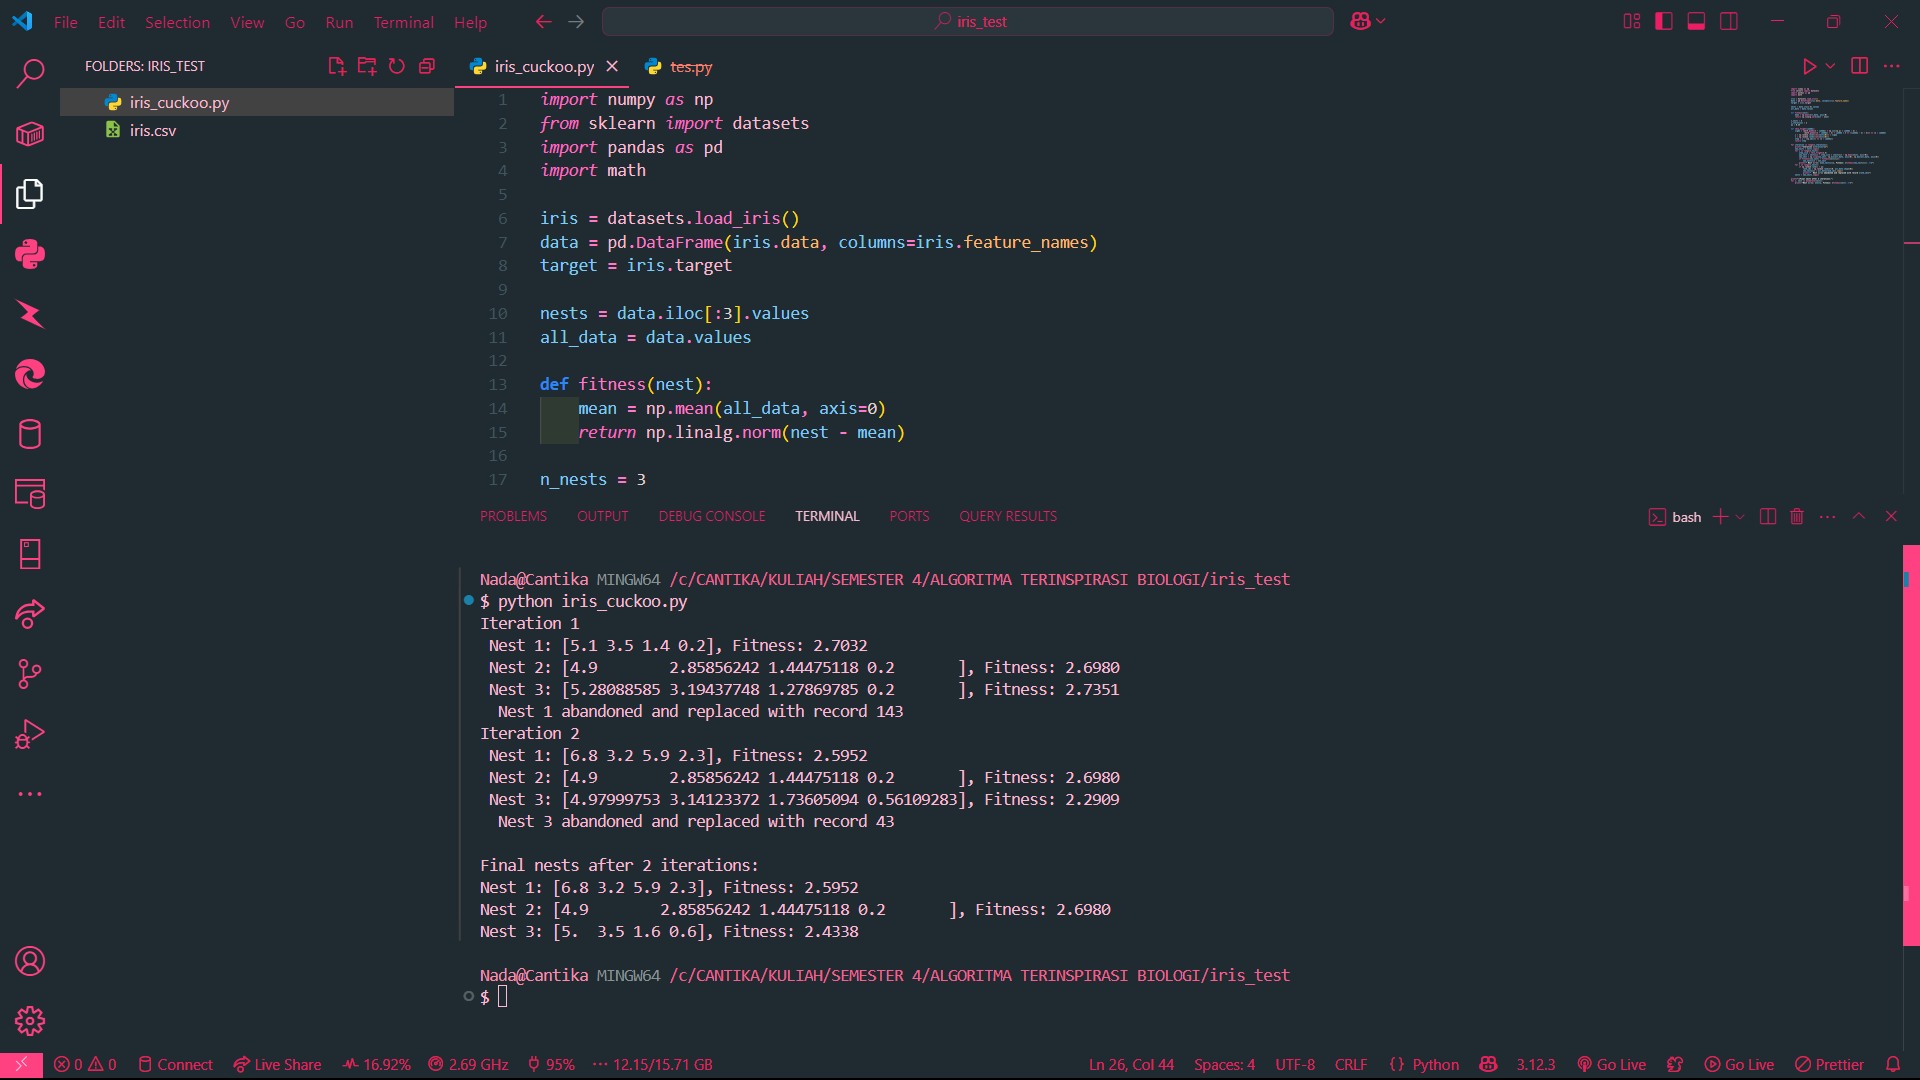 File Edit Selection View Go Run Terminal Help iris_test
FOLDERS: IRIS_TEST
iris_cuckoo.py
iris.csv
iris_cuckoo.py tes.py
1 import numpy as np
2 from sklearn import datasets
3 import pandas as pd
4 import math
5
6 iris = datasets.load_iris()
7 data = pd.DataFrame(iris.data, columns=iris.feature_names)
8 target = iris.target
9
10 nests = data.iloc[:3].values
11 all_data = data.values
12
13 def fitness(nest):
14 mean = np.mean(all_data, axis=0)
15 return np.linalg.norm(nest - mean)
16
17 n_nests = 3
PROBLEMS OUTPUT DEBUG CONSOLE TERMINAL PORTS QUERY RESULTS bash
Nada@Cantika MINGW64 /c/CANTIKA/KULIAH/SEMESTER 4/ALGORITMA TERINSPIRASI BIOLOGI/iris_test
$ python iris_cuckoo.py
Iteration 1
Nest 1: [5.1 3.5 1.4 0.2], Fitness: 2.7032
Nest 2: [4.9        2.85856242 1.44475118 0.2       ], Fitness: 2.6980
Nest 3: [5.28088585 3.19437748 1.27869785 0.2       ], Fitness: 2.7351
Nest 1 abandoned and replaced with record 143
Iteration 2
Nest 1: [6.8 3.2 5.9 2.3], Fitness: 2.5952
Nest 2: [4.9        2.85856242 1.44475118 0.2       ], Fitness: 2.6980
Nest 3: [4.97999753 3.14123372 1.73605094 0.56109283], Fitness: 2.2909
Nest 3 abandoned and replaced with record 43
Final nests after 2 iterations:
Nest 1: [6.8 3.2 5.9 2.3], Fitness: 2.5952
Nest 2: [4.9        2.85856242 1.44475118 0.2       ], Fitness: 2.6980
Nest 3: [5.  3.5 1.6 0.6], Fitness: 2.4338
Nada@Cantika MINGW64 /c/CANTIKA/KULIAH/SEMESTER 4/ALGORITMA TERINSPIRASI BIOLOGI/iris_test
$
0 0 Connect Live Share 16.92% 2.69 GHz 95% 12.15/15.71 GB Ln 26, Col 44 Spaces: 4 UTF-8 CRLF {} Python 3.12.3 Go Live Go Live Prettier